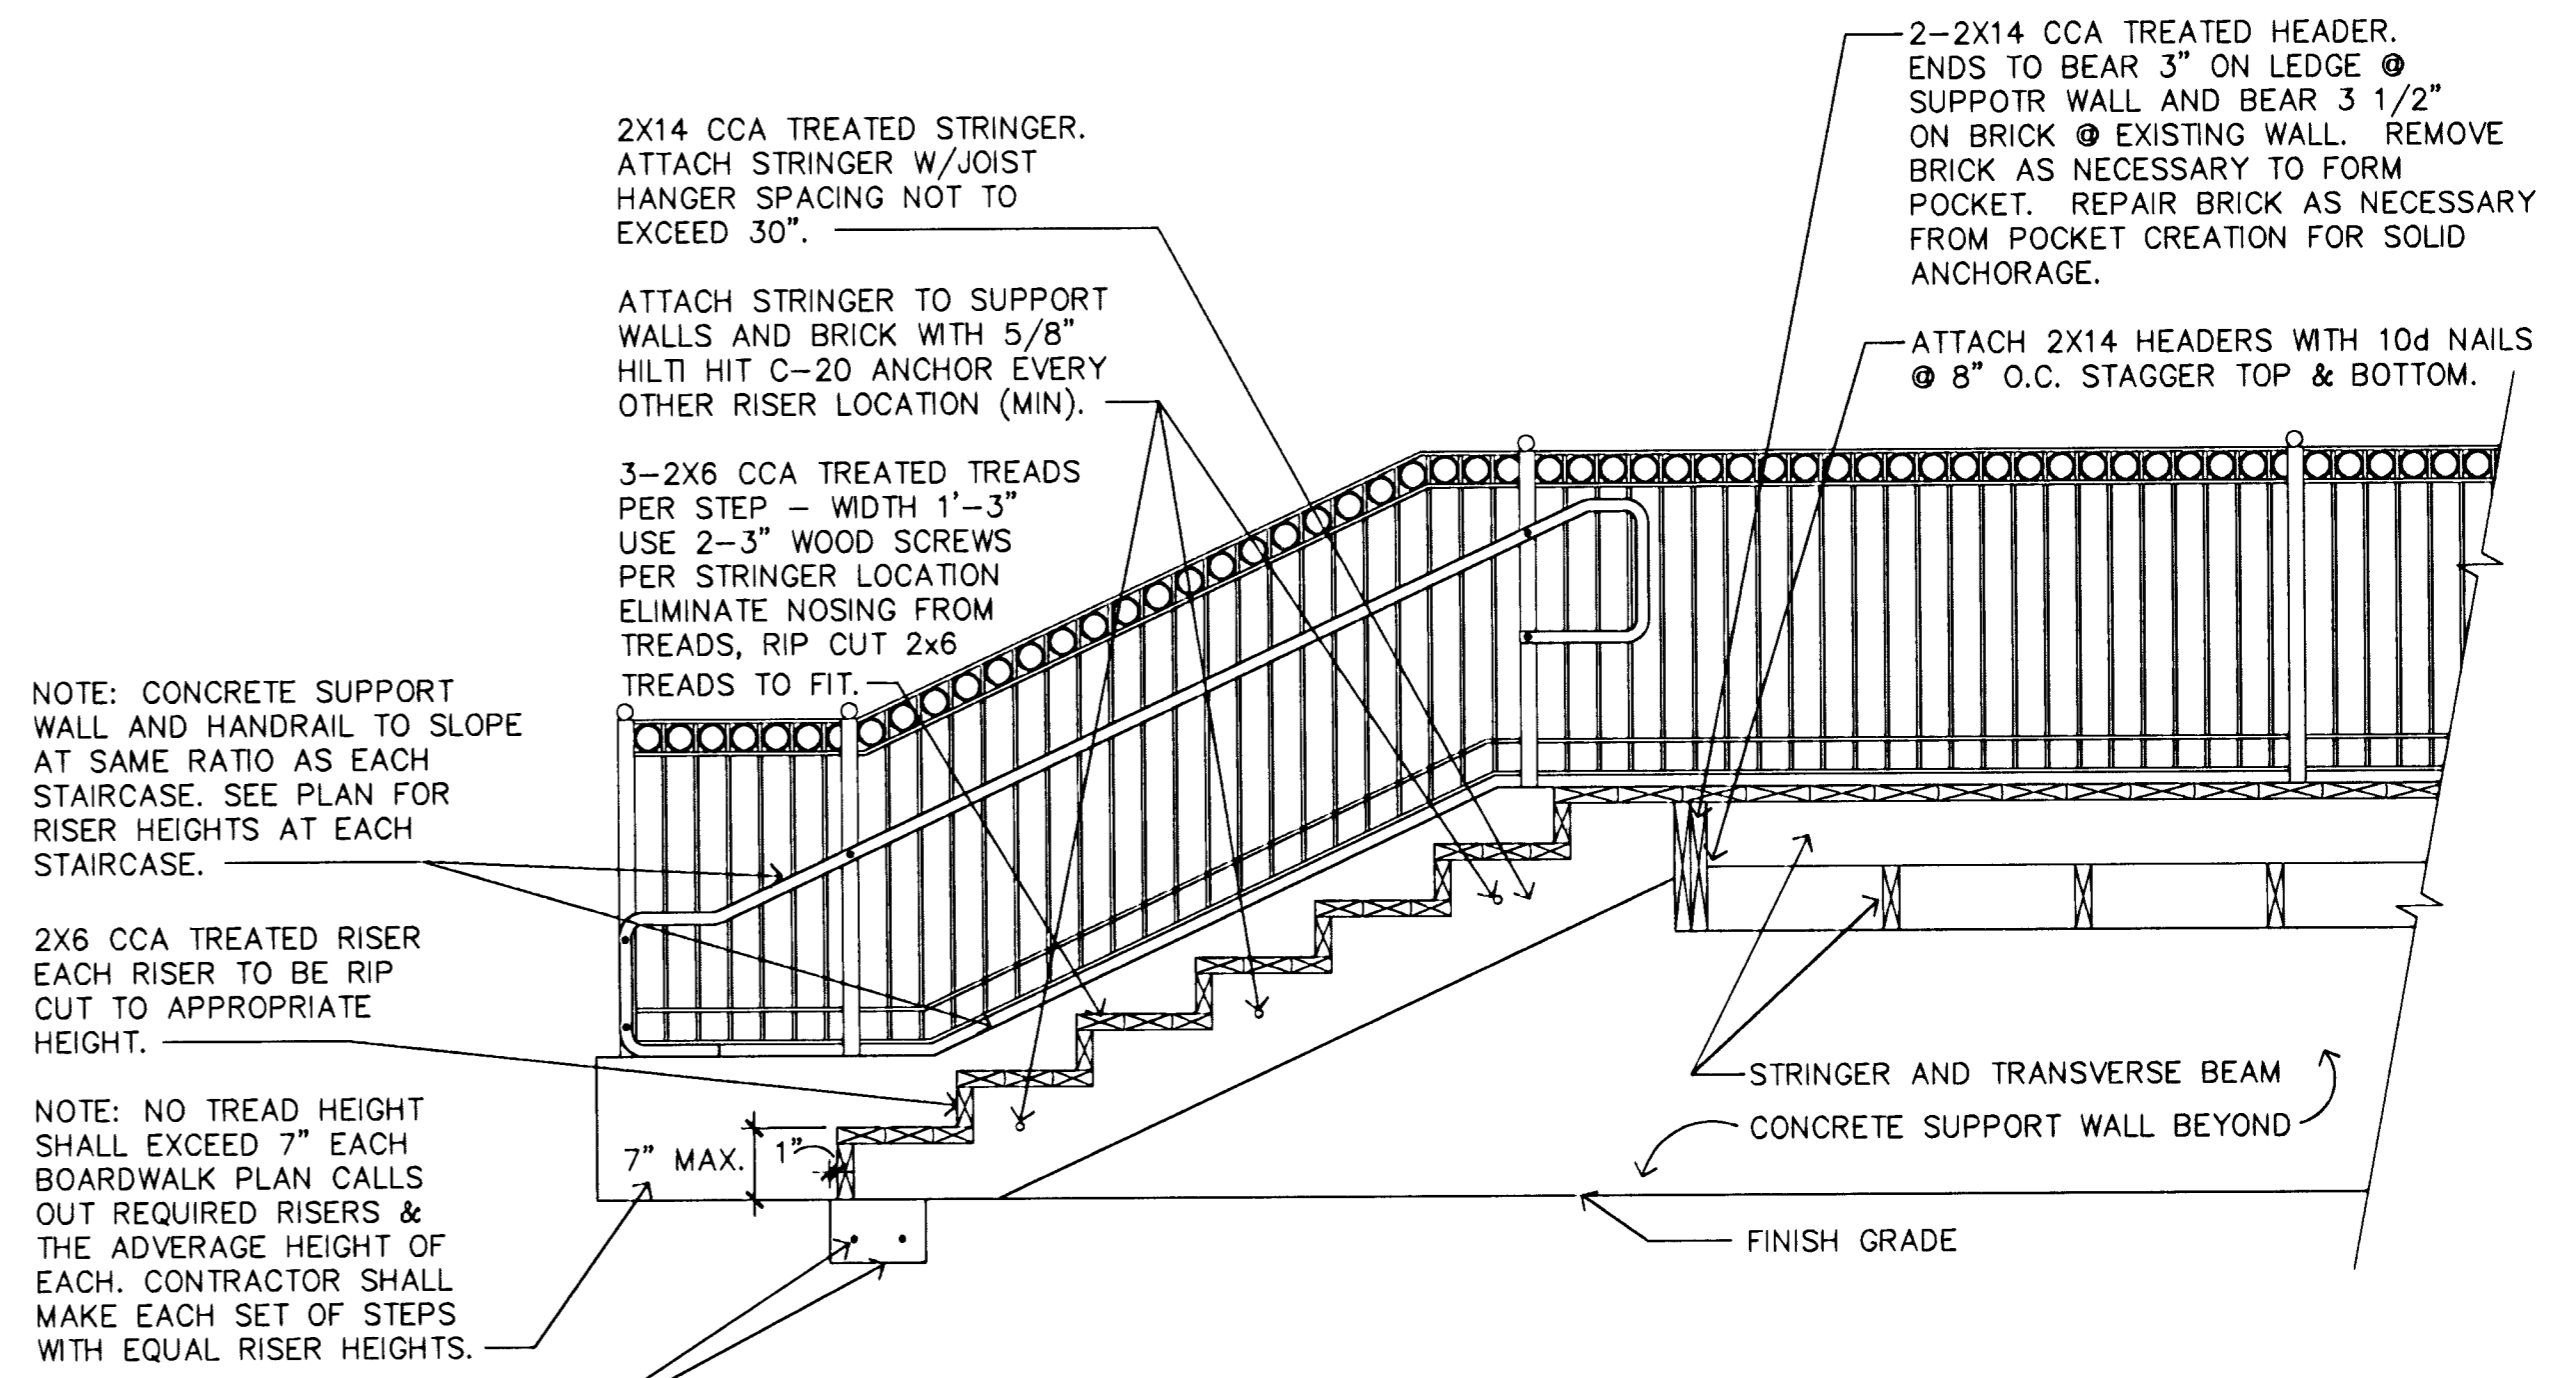 2X14 CCA TREATED STRINGER.
ATTACH STRINGER W/JOIST
HANGER SPACING NOT TO
EXCEED 30".
ATTACH STRINGER TO SUPPORT
WALLS AND BRICK WITH 5/8"
HILTI HIT C-20 ANCHOR EVERY
OTHER RISER LOCATION (MIN).
3-2X6 CCA TREATED TREADS
PER STEP - WIDTH 1'-3"
USE 2-3" WOOD SCREWS
PER STRINGER LOCATION
ELIMINATE NOSING FROM
TREADS, RIP CUT 2x6
TREADS TO FIT.
2-2X14 CCA TREATED HEADER.
ENDS TO BEAR 3" ON LEDGE @
SUPPOTR WALL AND BEAR 3 1/2"
ON BRICK @ EXISTING WALL. REMOVE
BRICK AS NECESSARY TO FORM
POCKET. REPAIR BRICK AS NECESSARY
FROM POCKET CREATION FOR SOLID
ANCHORAGE.
ATTACH 2X14 HEADERS WITH 10d NAILS
@ 8" O.C. STAGGER TOP & BOTTOM.
NOTE: CONCRETE SUPPORT
WALL AND HANDRAIL TO SLOPE
AT SAME RATIO AS EACH
STAIRCASE. SEE PLAN FOR
RISER HEIGHTS AT EACH
STAIRCASE.
2X6 CCA TREATED RISER
EACH RISER TO BE RIP
CUT TO APPROPRIATE
HEIGHT.
NOTE: NO TREAD HEIGHT
SHALL EXCEED 7" EACH
BOARDWALK PLAN CALLS
OUT REQUIRED RISERS &
THE ADVERAGE HEIGHT OF
EACH. CONTRACTOR SHALL
MAKE EACH SET OF STEPS
WITH EQUAL RISER HEIGHTS.
7" MAX.
1"
STRINGER AND TRANSVERSE BEAM
CONCRETE SUPPORT WALL BEYOND
FINISH GRADE